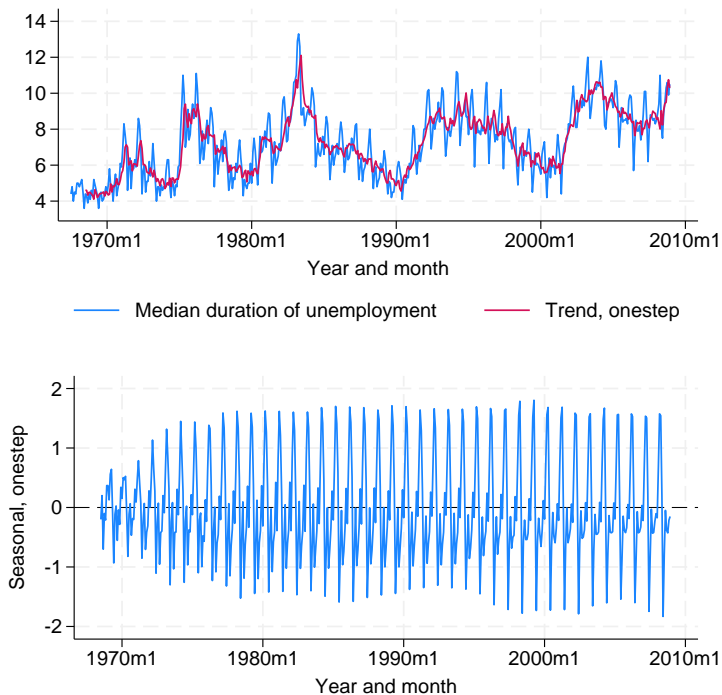 14
12
10
8
6
4
1970m1 1980m1 1990m1 2000m1 2010m1
Year and month
Median duration of unemployment Trend, onestep
Seasonal, onestep
2
1
0
-1
-2
1970m1 1980m1 1990m1 2000m1 2010m1
Year and month